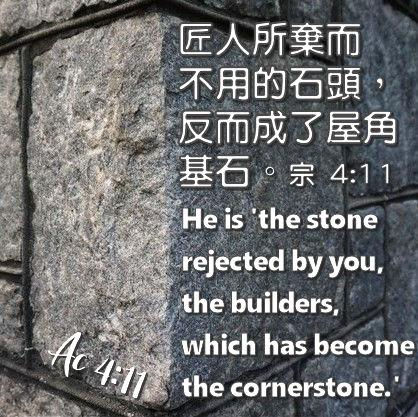 匠人所棄而
不用的石頭，
反而成了屋角
基石。宗 4:11
He is 'the stone
rejected by you,
the builders,
which has become
the cornerstone.'
Ac 4:11